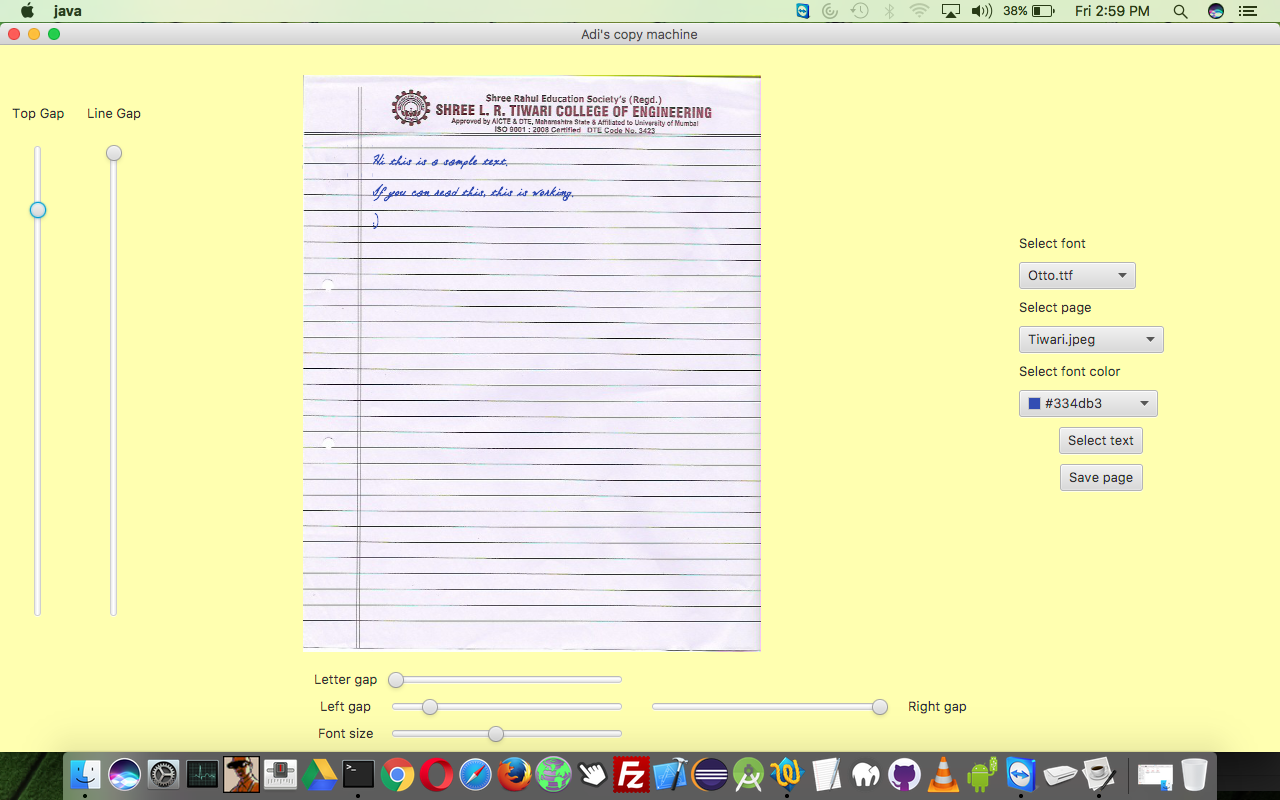 java
38%
Fri 2:59 PM
Adi's copy machine
Top Gap
Line Gap
Shree Rahul Education Society's (Regd.)
SHREE L. R. TIWARI COLLEGE OF ENGINEERING
Approved by AICTE & DTE, Maharashtra State & Affiliated to University of Mumbai
ISO 9001 : 2008 Certified DTE Code No. 3423
Hi this is a sample text.
If you can read this, this is working.
;)
Select font
Otto.ttf
Select page
Tiwari.jpeg
Select font color
#334db3
Select text
Save page
Letter gap
Left gap
Right gap
Font size